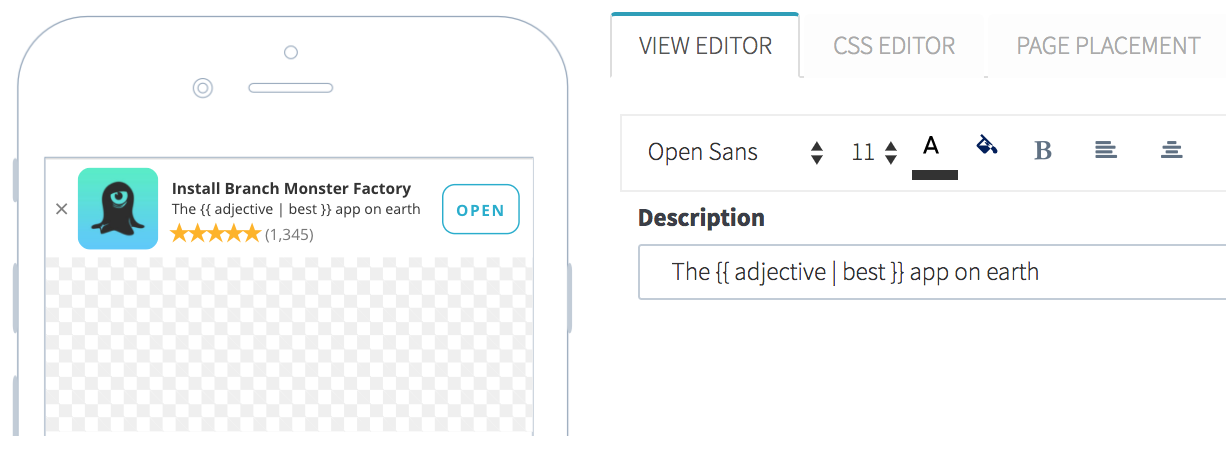 Install Branch Monster Factory
The {{ adjective | best }} app on earth
(1,345)
OPEN
VIEW EDITOR
CSS EDITOR
PAGE PLACEMENT
Open Sans
11
A
B
Description
The {{ adjective | best }} app on earth